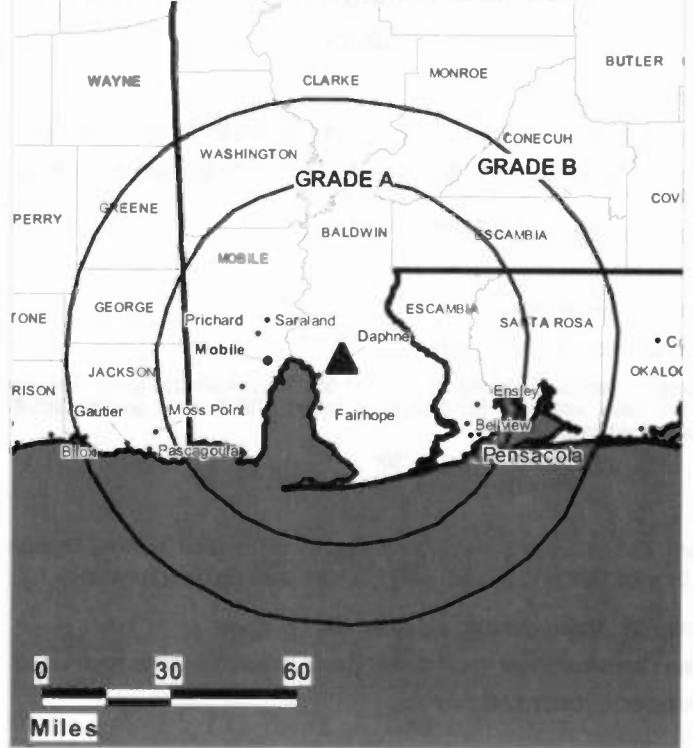 BUTLER
MONROE
WAYNE
CLARKE
CONECUH
WASHINGTON
GRADE B
GRADE A
COV
GREENE
PERRY
BALDWIN
ESCAMBIA
MOBILE
GEORGE
ESCAMBIA
TONE
Prichard
Saraland
SANTA ROSA
Daphne
Mobile
JACKSON
OKALOO
RISON
Ensley
Gautier
Moss Point
Fairhope
Bellview
Biloxi
Pascagoula
Pensacola
0 30 60
Miles